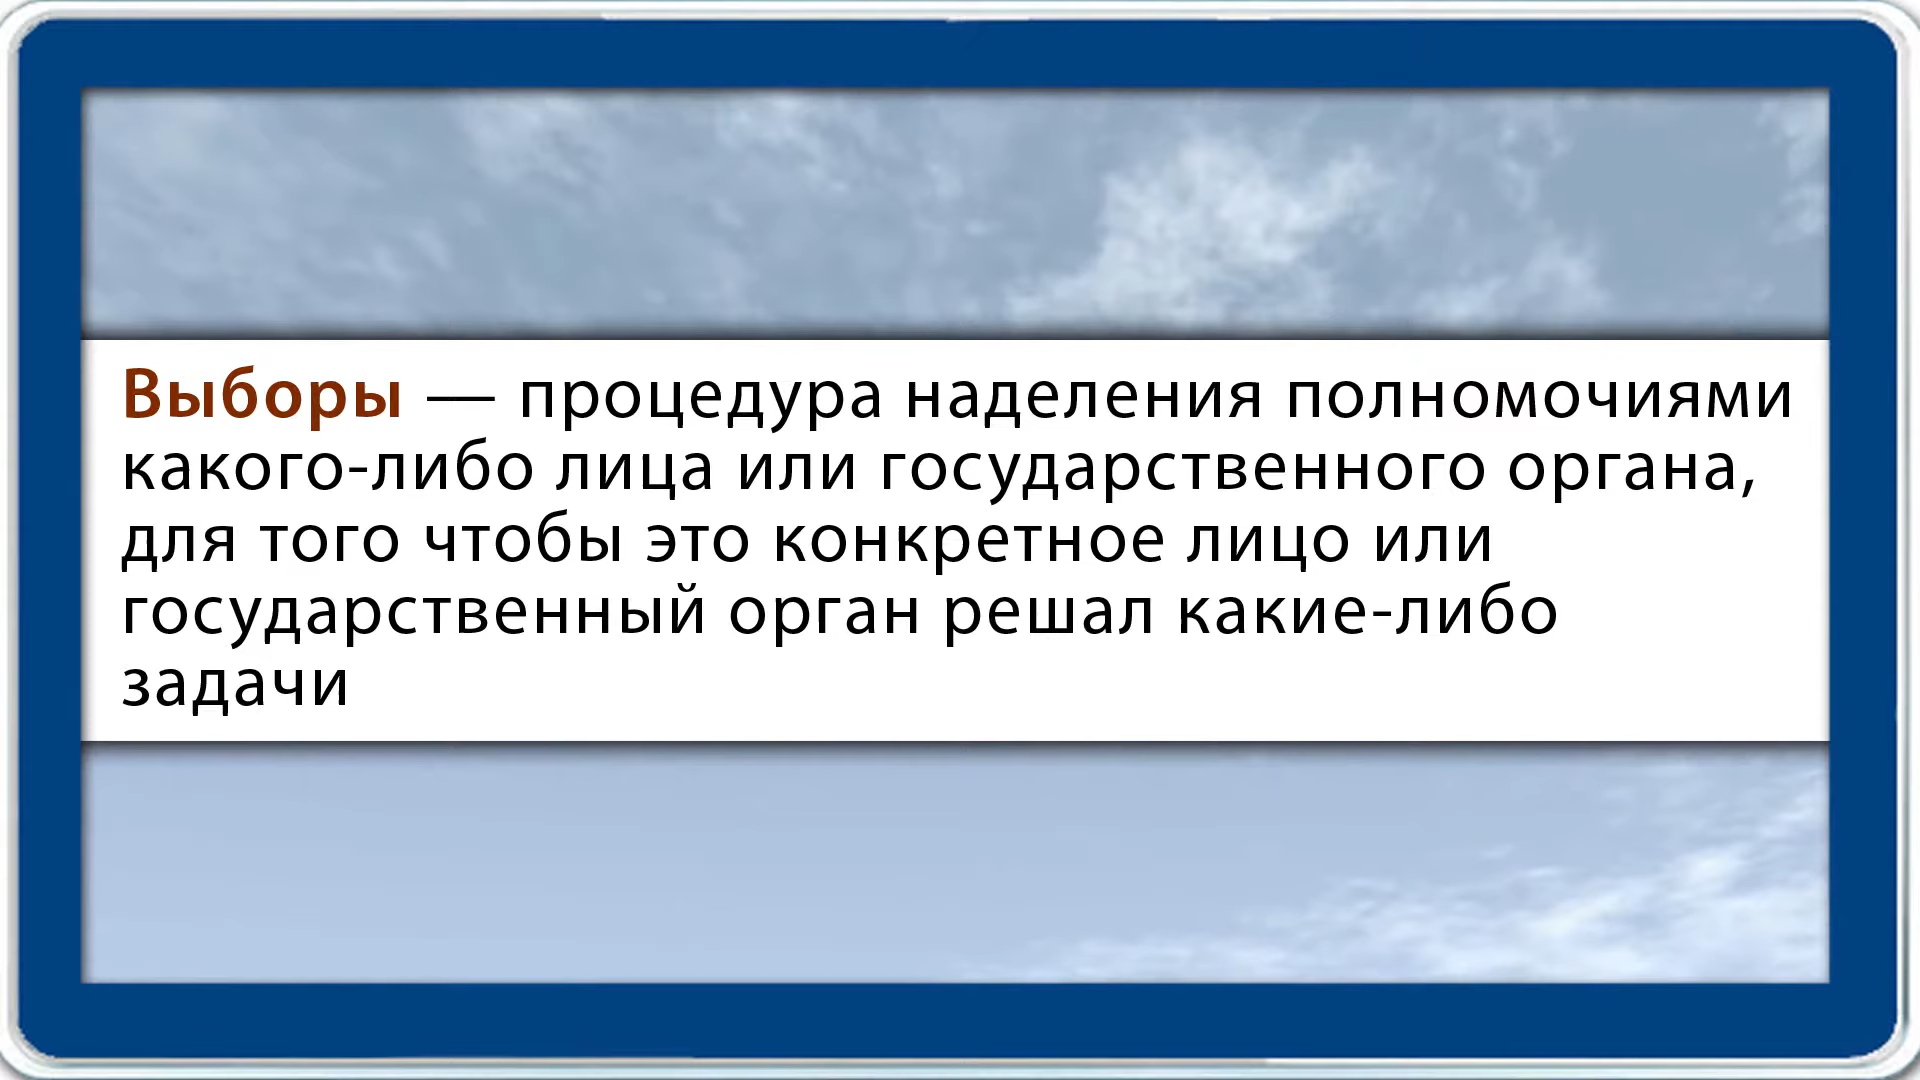 Выборы — процедура наделения полномочиями
какого-либо лица или государственного органа,
для того чтобы это конкретное лицо или
государственный орган решал какие-либо
задачи